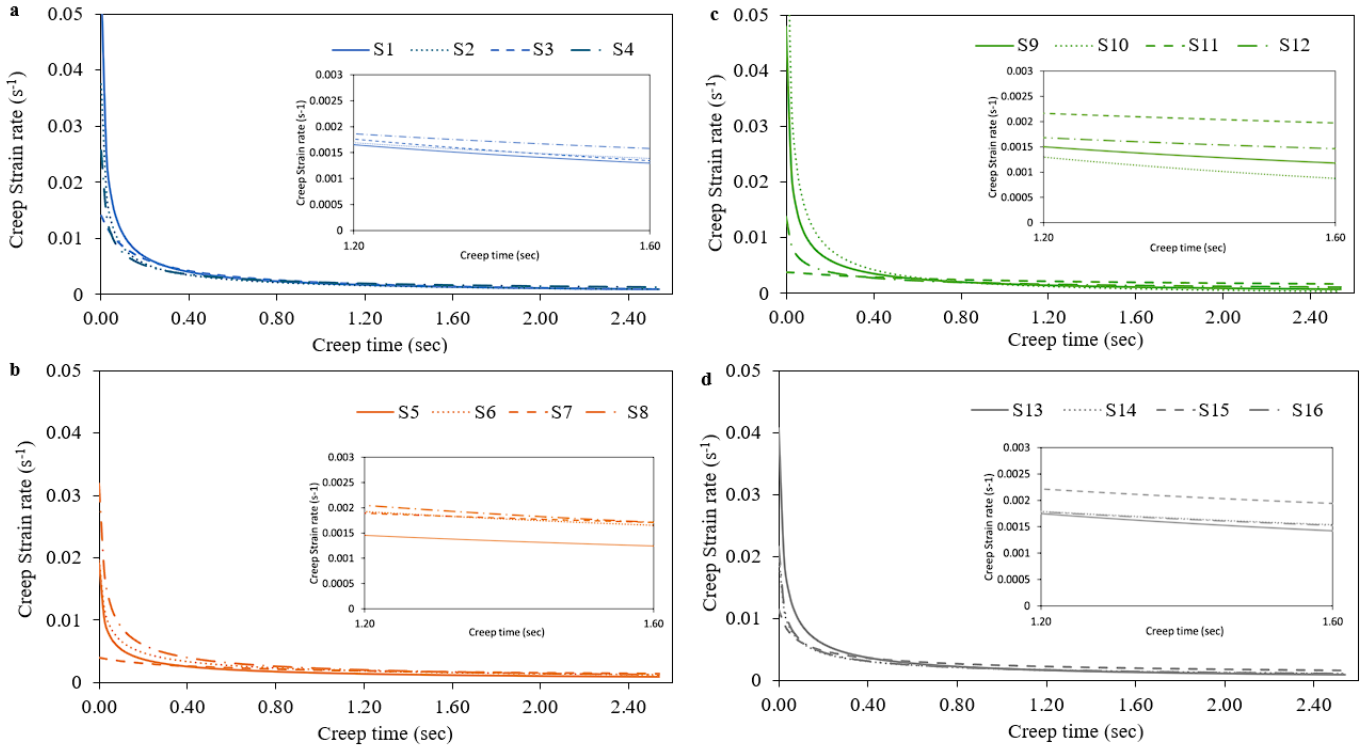 a
0.05
0.04
0.03
0.02
0.01
0
Creep Strain rate (s-1)
S1 S2 S3 S4
0.003
0.0025
0.002
0.0015
0.001
0.0005
0
Creep Strain rate (s-1)
1.20 1.60
Creep time (sec)
0.00 0.40 0.80 1.20 1.60 2.00 2.40
Creep time (sec)
c
0.05
0.04
0.03
0.02
0.01
0
Creep Strain rate (s-1)
S9 S10 S11 S12
0.003
0.0025
0.002
0.0015
0.001
0.0005
0
Creep Strain rate (s-1)
1.20 1.60
Creep time (sec)
0.00 0.40 0.80 1.20 1.60 2.00 2.40
Creep time (sec)
b
0.05
0.04
0.03
0.02
0.01
0
Creep Strain rate (s-1)
S5 S6 S7 S8
0.003
0.0025
0.002
0.0015
0.001
0.0005
0
Creep Strain rate (s-1)
1.20 1.60
Creep time (sec)
0.00 0.40 0.80 1.20 1.60 2.00 2.40
Creep time (sec)
d
0.05
0.04
0.03
0.02
0.01
0
Creep Strain rate (s-1)
S13 S14 S15 S16
0.003
0.0025
0.002
0.0015
0.001
0.0005
0
Creep Strain rate (s-1)
1.20 1.60
Creep time (sec)
0.00 0.40 0.80 1.20 1.60 2.00 2.40
Creep time (sec)